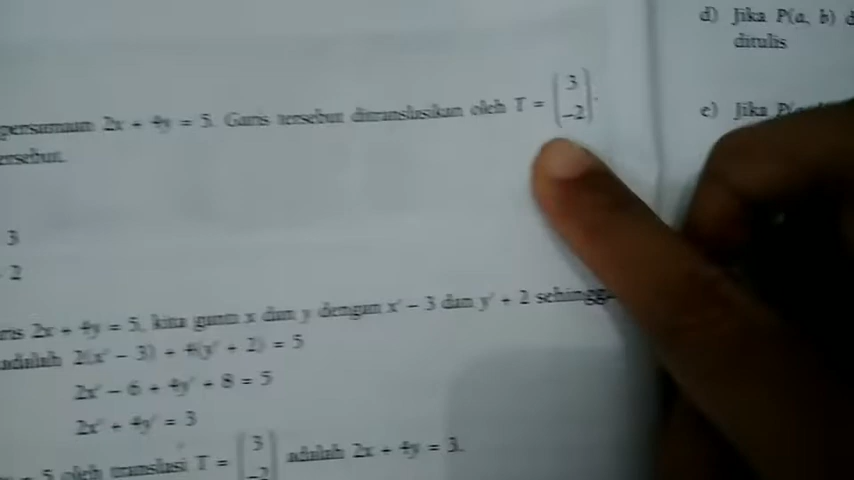 persamaan 2x + 4y = 5. Garis tersebut ditranslasikan oleh T = (3 -2).
ersebut.
3
2
ris 2x + 4y = 5, kita ganti x dan y dengan x' - 3 dan y' + 2 sehingga
adalah 2(x' - 3) + 4(y' + 2) = 5
2x' - 6 + 4y' + 8 = 5
2x' + 4y' = 3
= 5 oleh translasi T = (3 -2) adalah 2x + 4y = 3.
d) Jika P(a, b) d
ditulis
e) Jika